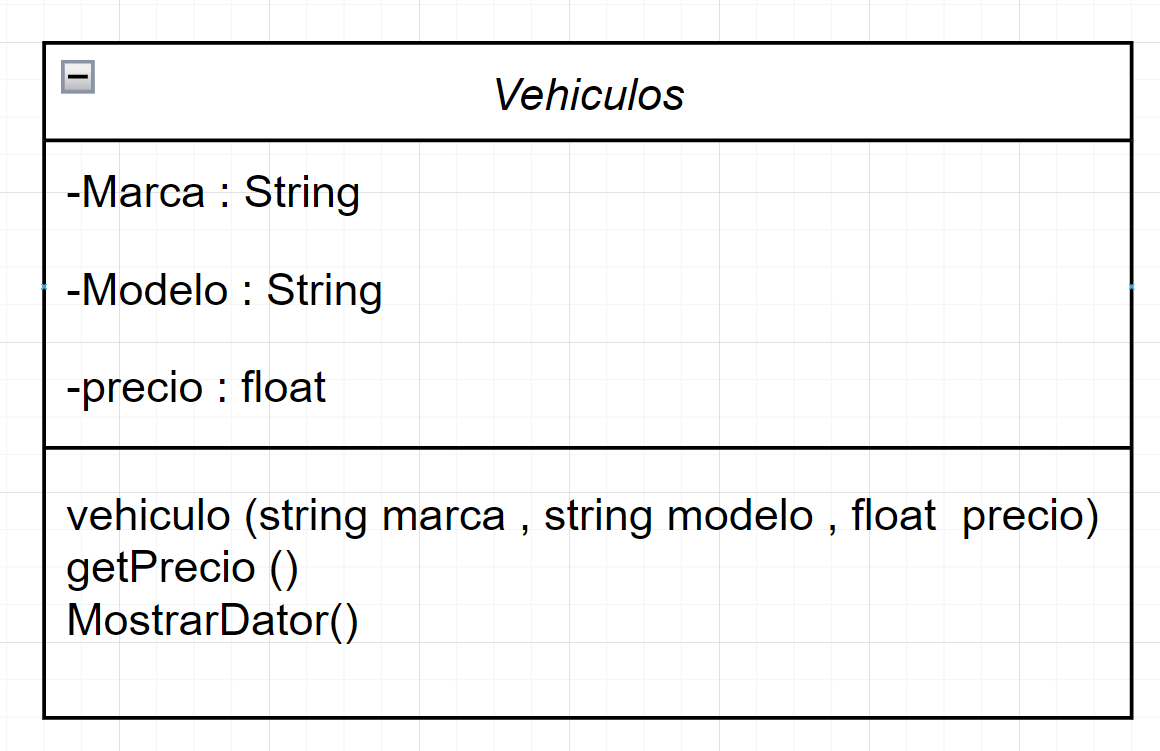 Vehiculos
-Marca : String
-Modelo : String
-precio : float
vehiculo (string marca , string modelo , float  precio)
getPrecio ()
MostrarDator()